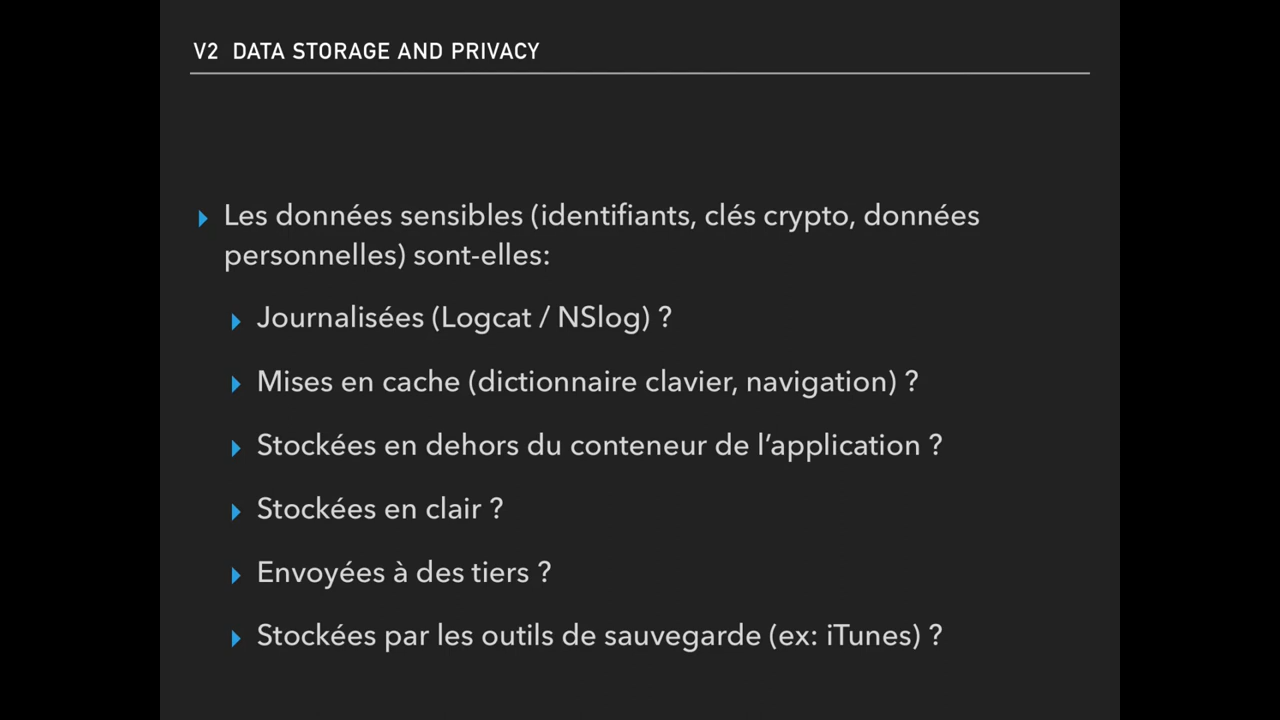 V2 DATA STORAGE AND PRIVACY
Les données sensibles (identifiants, clés crypto, données
personnelles) sont-elles:
Journalisées (Logcat / NSlog) ?
Mises en cache (dictionnaire clavier, navigation) ?
Stockées en dehors du conteneur de l’application ?
Stockées en clair ?
Envoyées à des tiers ?
Stockées par les outils de sauvegarde (ex: iTunes) ?